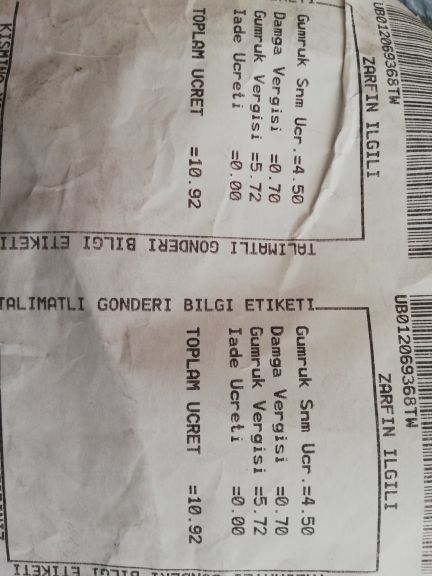 UB012069368TW
ZARFIN ILGILI
Gumruk Snm Ucr.=4.50
Damga Vergisi =0.70
Gumruk Vergisi =5.72
Iade Ucreti =0.00
TOPLAM UCRET =10.92
TALIMATLI GONDERI BILGI ETIKETI
TALIMATLI GONDERI BILGI ETIKETI
UB012069368TW
ZARFIN ILGILI
Gumruk Snm Ucr.=4.50
Damga Vergisi =0.70
Gumruk Vergisi =5.72
Iade Ucreti =0.00
TOPLAM UCRET =10.92
BILGI ETIKETI